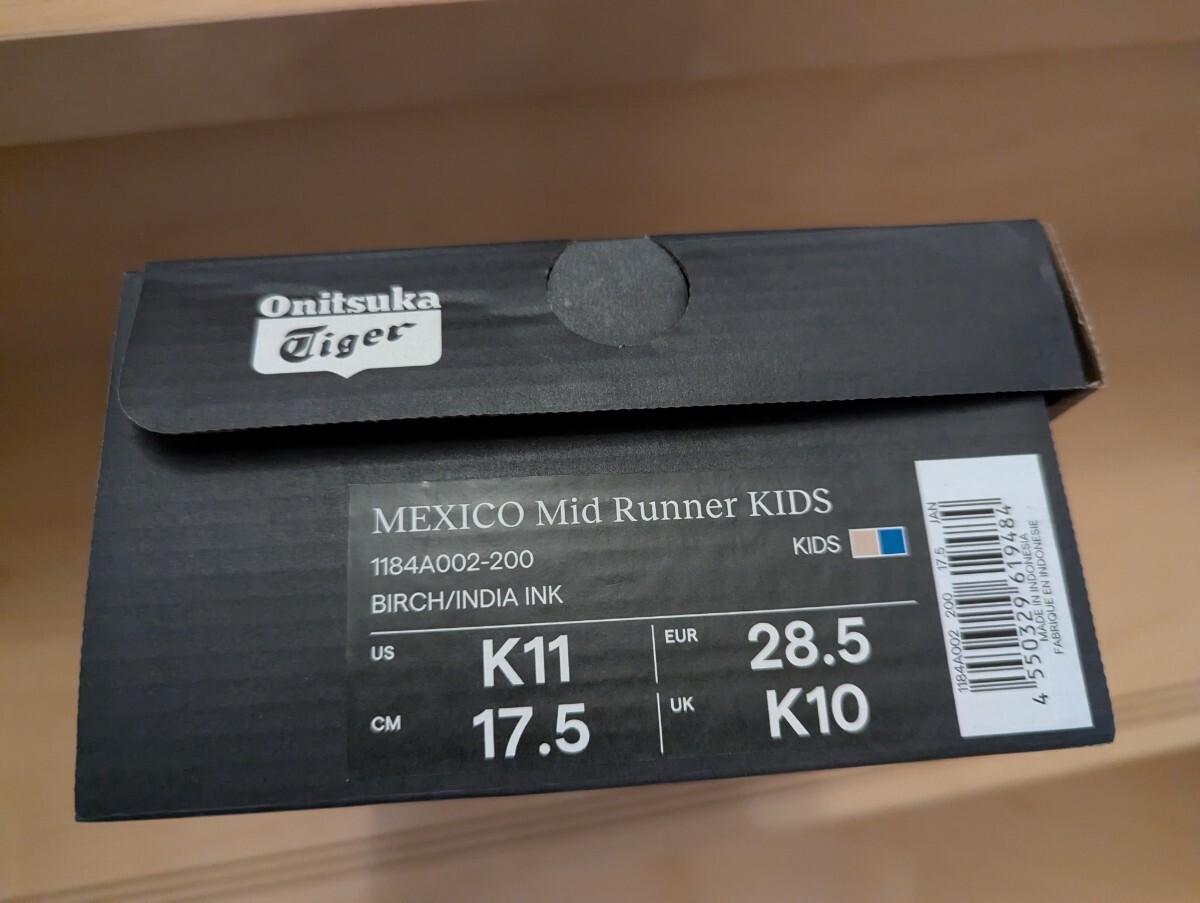 Onitsuka
Tiger
MEXICO Mid Runner KIDS
1184A002-200
KIDS
BIRCH/INDIA INK
US K11
EUR 28.5
CM 17.5
UK K10
1184A002 200 17.5 JAN
4 550329 619484
MADE IN INDONESIA
FABRIQUE EN INDONESIE